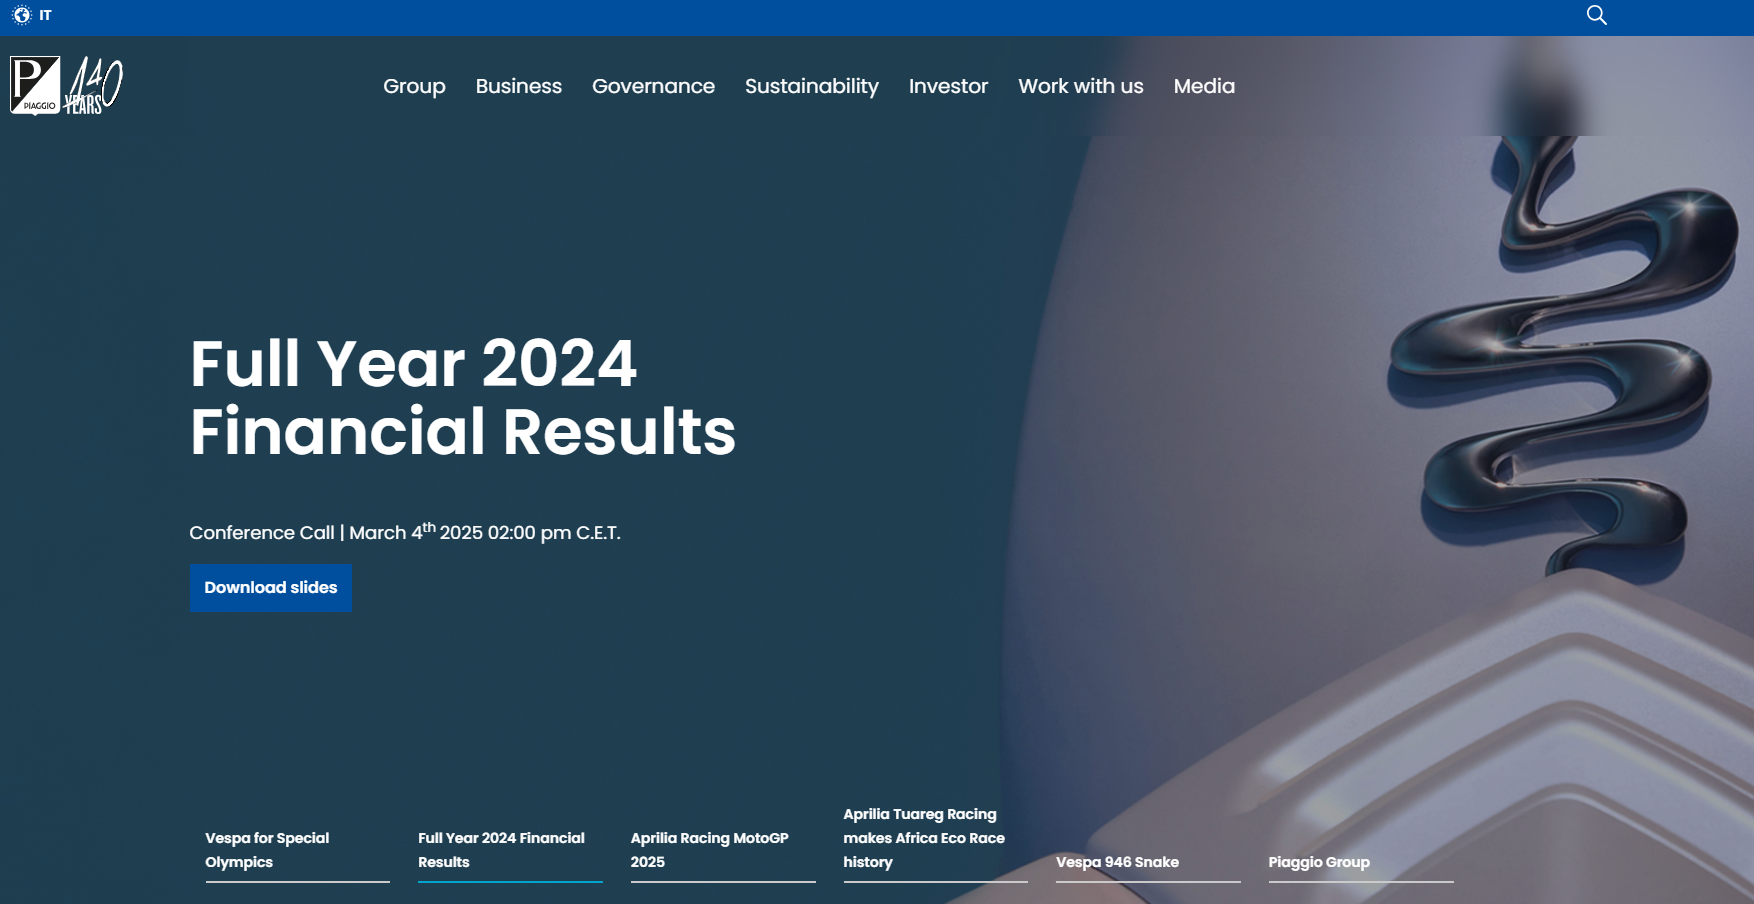 IT
P
PIAGGIO
140
YEARS
Group Business Governance Sustainability Investor Work with us Media
Full Year 2024
Financial Results
Conference Call | March 4th 2025 02:00 pm C.E.T.
Download slides
Vespa for Special
Olympics
Full Year 2024 Financial
Results
Aprilia Racing MotoGP
2025
Aprilia Tuareg Racing
makes Africa Eco Race
history
Vespa 946 Snake
Piaggio Group